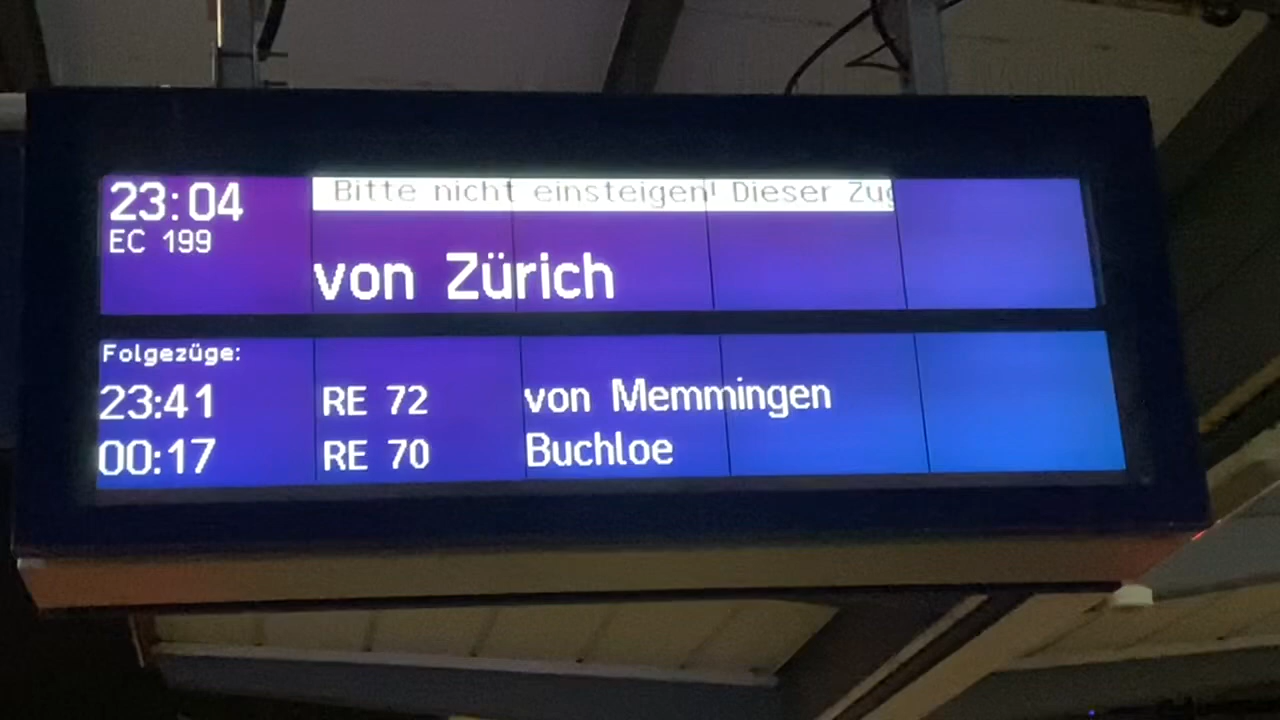 23:04 Bitte nicht einsteigen! Dieser Zug
EC 199
von Zürich
Folgezüge:
23:41 RE 72 von Memmingen
00:17 RE 70 Buchloe